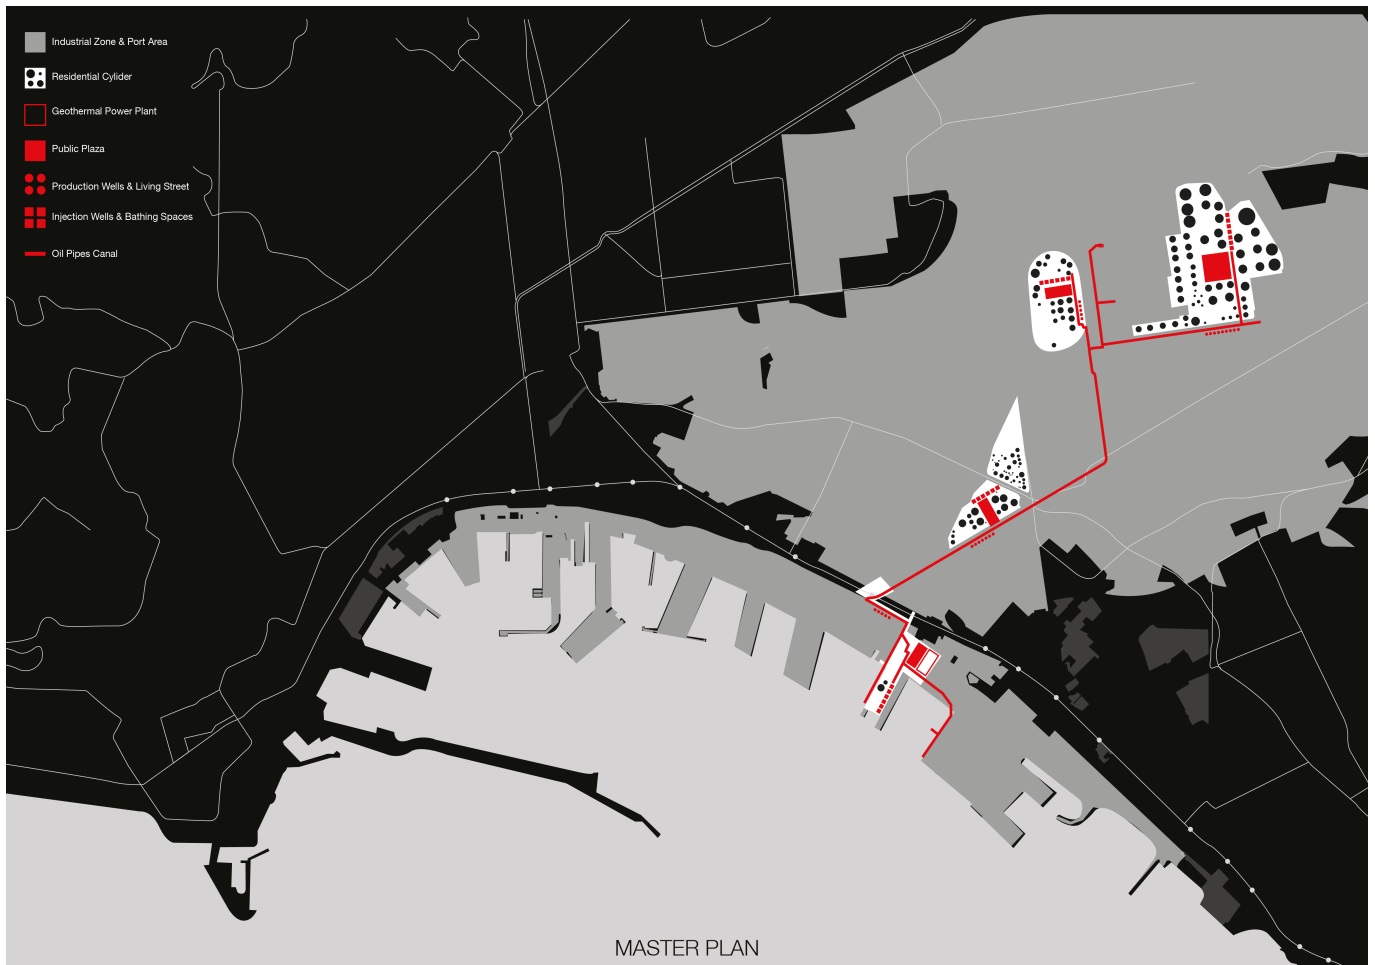 Industrial Zone & Port Area
Residential Cylider
Geothermal Power Plant
Public Plaza
Production Wells & Living Street
Injection Wells & Bathing Spaces
Oil Pipes Canal
MASTER PLAN